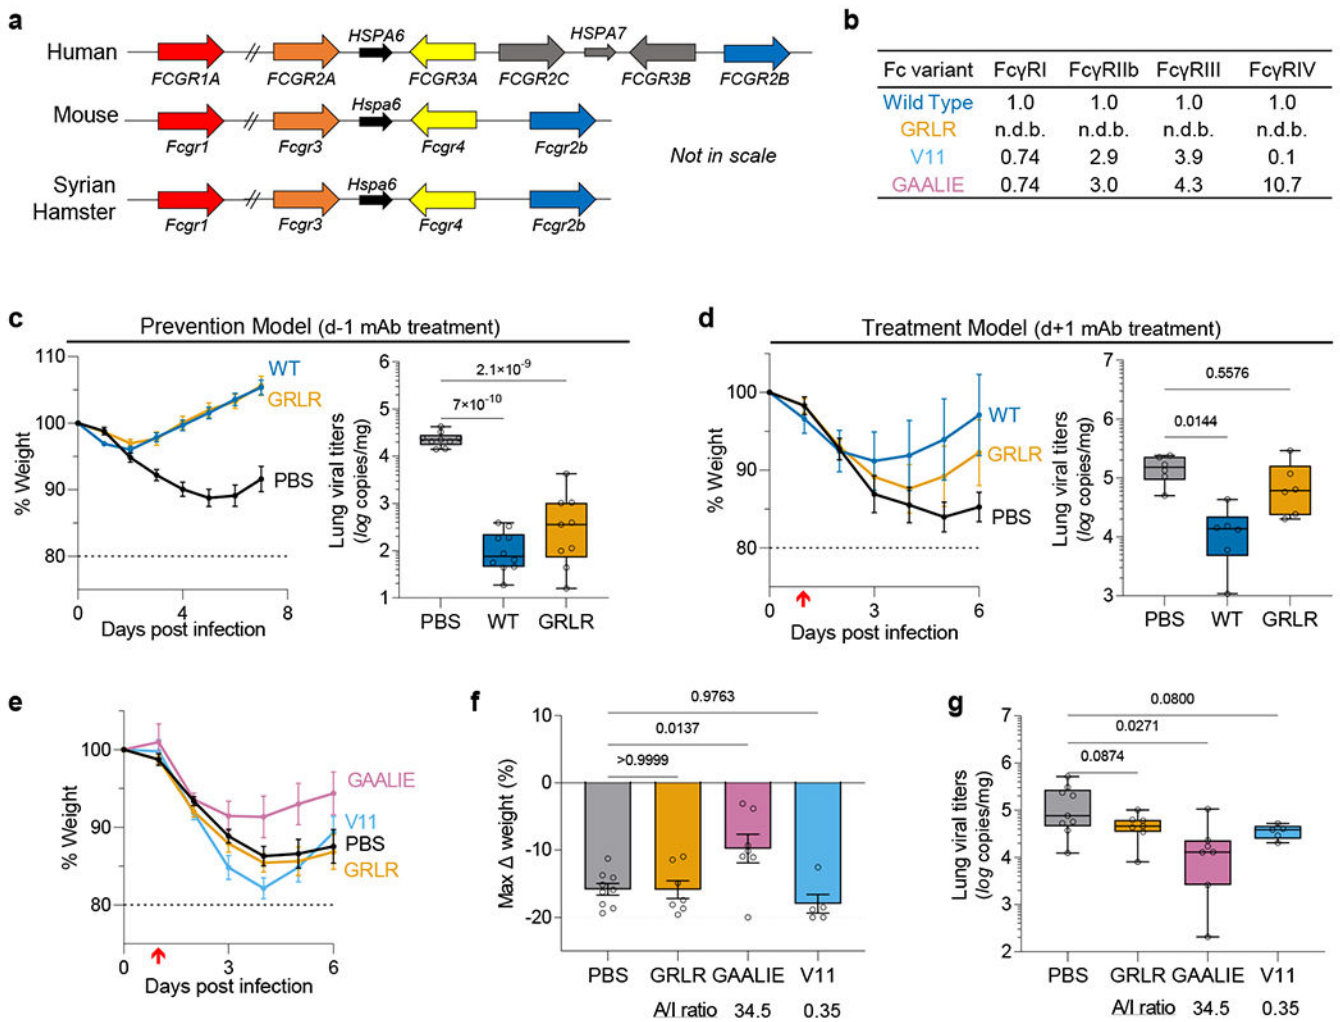 a
Human
HSPA6
HSPA7
FCGR1A
FCGR2A
FCGR3A
FCGR2C
FCGR3B
FCGR2B
Mouse
Hspa6
Fcgr1
Fcgr3
Fcgr4
Fcgr2b
Not in scale
Syrian
Hamster
Hspa6
Fcgr1
Fcgr3
Fcgr4
Fcgr2b
b
Fc variant FcγRI FcγRIIb FcγRIII FcγRIV
Wild Type 1.0 1.0 1.0 1.0
GRLR n.d.b. n.d.b. n.d.b. n.d.b.
V11 0.74 2.9 3.9 0.1
GAALIE 0.74 3.0 4.3 10.7
c
Prevention Model (d-1 mAb treatment)
% Weight
110
100
90
80
0 4 8
Days post infection
WT
GRLR
PBS
Lung viral titers
(log copies/mg)
6
5
4
3
2
1
2.1×10⁻⁹
7×10⁻¹⁰
PBS WT GRLR
d
Treatment Model (d+1 mAb treatment)
% Weight
100
90
80
0 3 6
Days post infection
WT
GRLR
PBS
Lung viral titers
(log copies/mg)
7
6
5
4
3
0.5576
0.0144
PBS WT GRLR
e
% Weight
100
90
80
0 3 6
Days post infection
GAALIE
V11
PBS
GRLR
f
Max Δ weight (%)
10
0
-10
-20
0.9763
0.0137
>0.9999
PBS GRLR GAALIE V11
A/I ratio 34.5 0.35
g
Lung viral titers
(log copies/mg)
7
6
5
4
3
2
0.0800
0.0271
0.0874
PBS GRLR GAALIE V11
A/I ratio 34.5 0.35